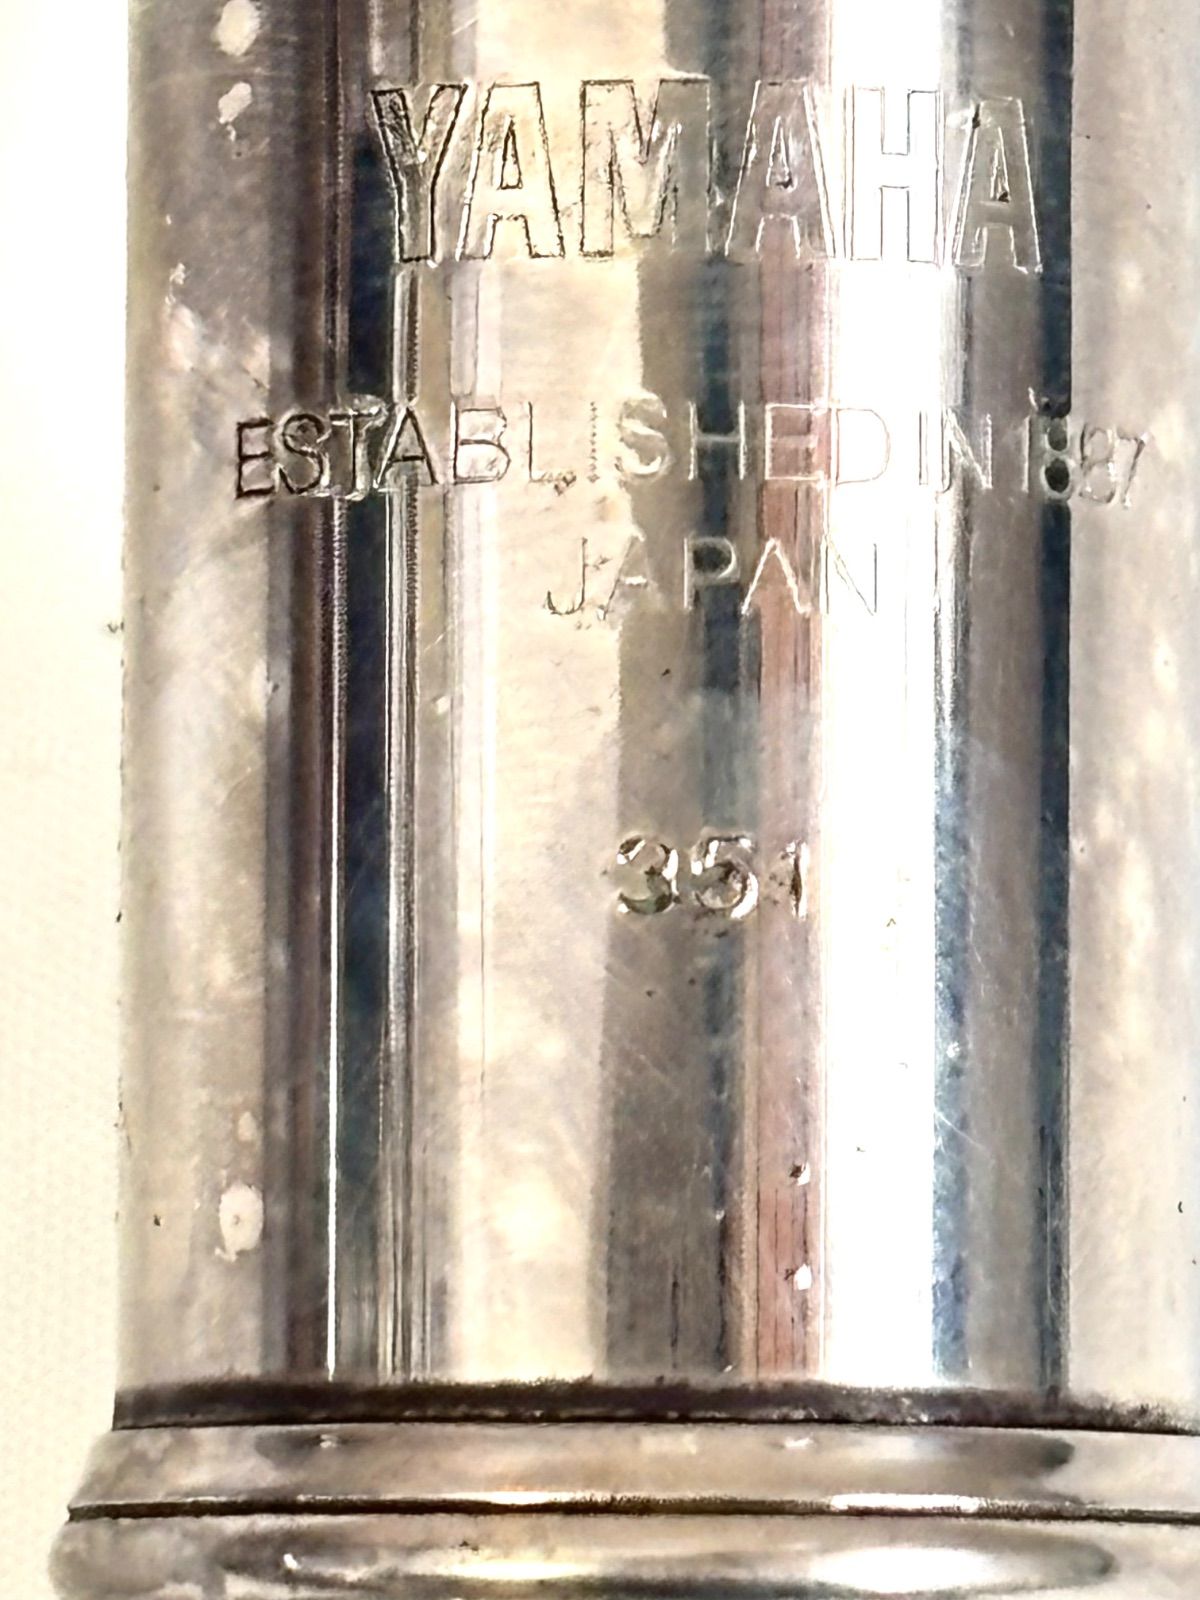 YAMAHA
ESTABLISHED IN 1887
JAPAN
351